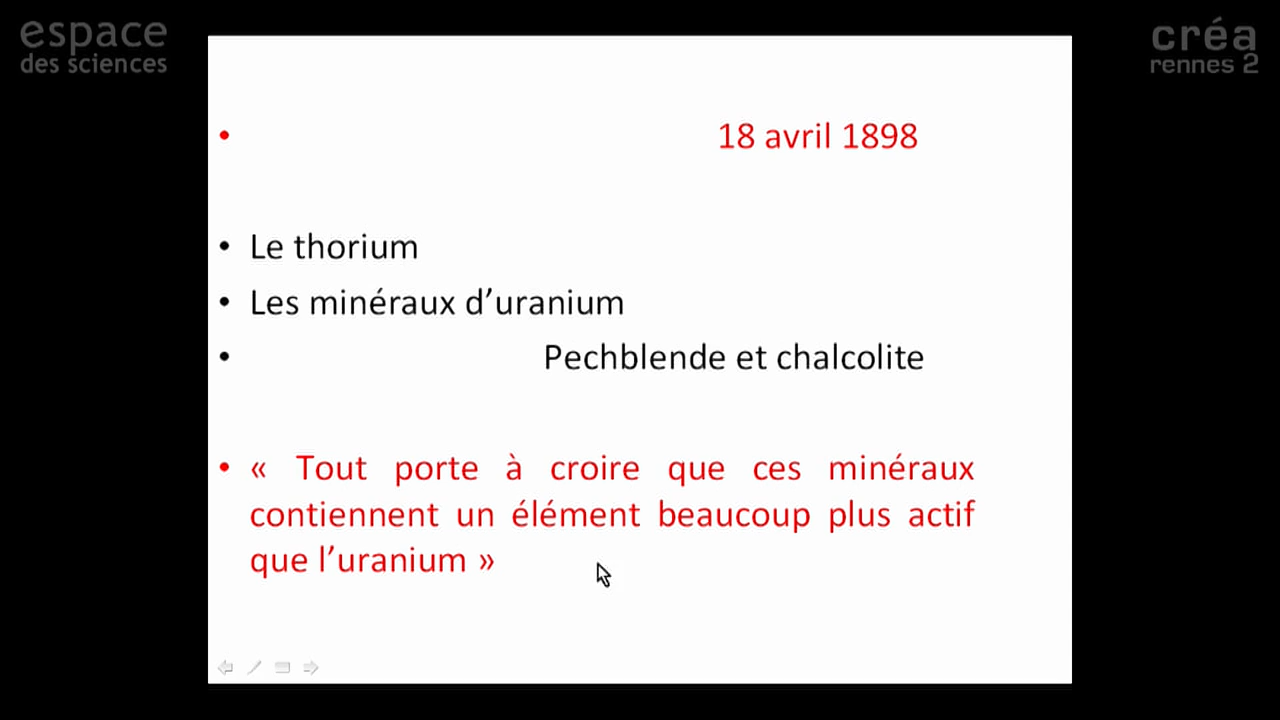 espace
des sciences
créa
rennes 2
• 18 avril 1898
• Le thorium
• Les minéraux d’uranium
• Pechblende et chalcolite
• « Tout porte à croire que ces minéraux
contiennent un élément beaucoup plus actif
que l’uranium »